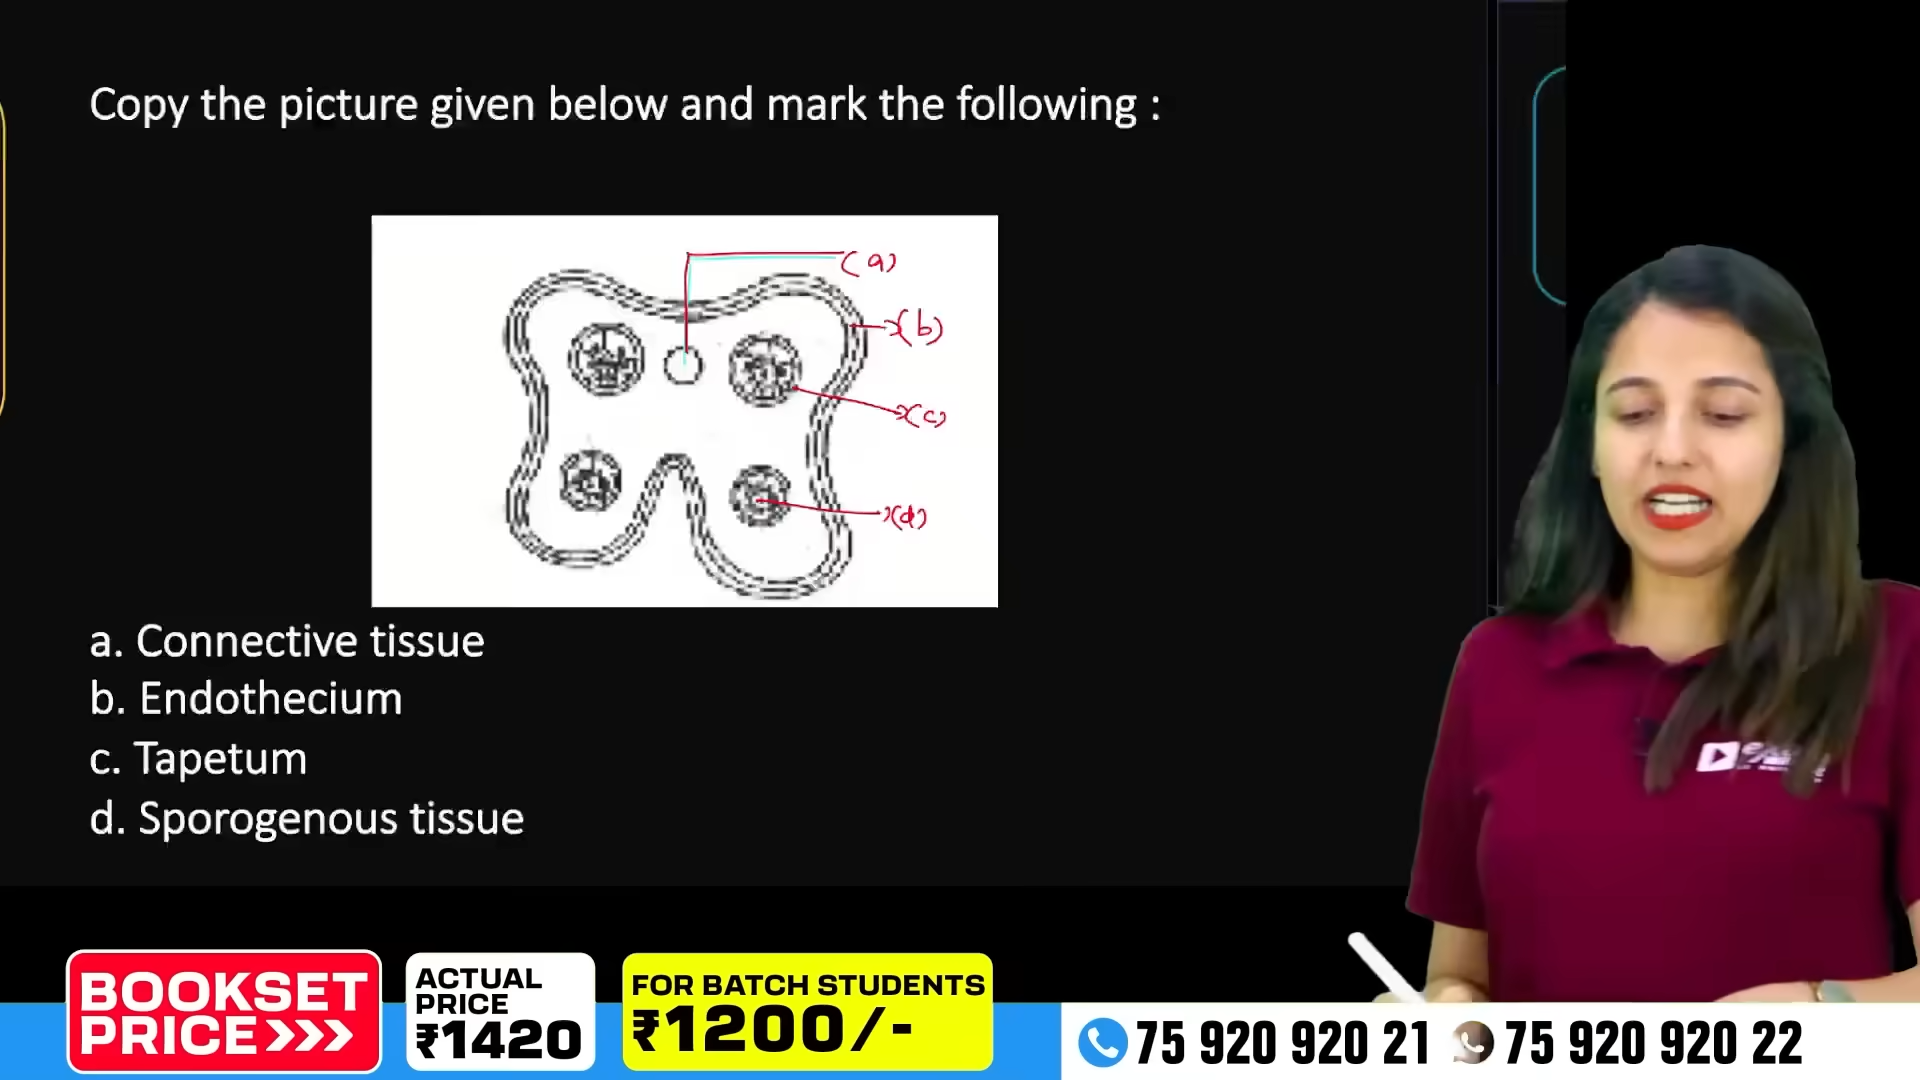 Copy the picture given below and mark the following :
(a)
(b)
(c)
(d)
a. Connective tissue
b. Endothecium
c. Tapetum
d. Sporogenous tissue
BOOKSET
PRICE >>>
ACTUAL
PRICE
₹1420
FOR BATCH STUDENTS
₹1200/-
75 920 920 21
75 920 920 22